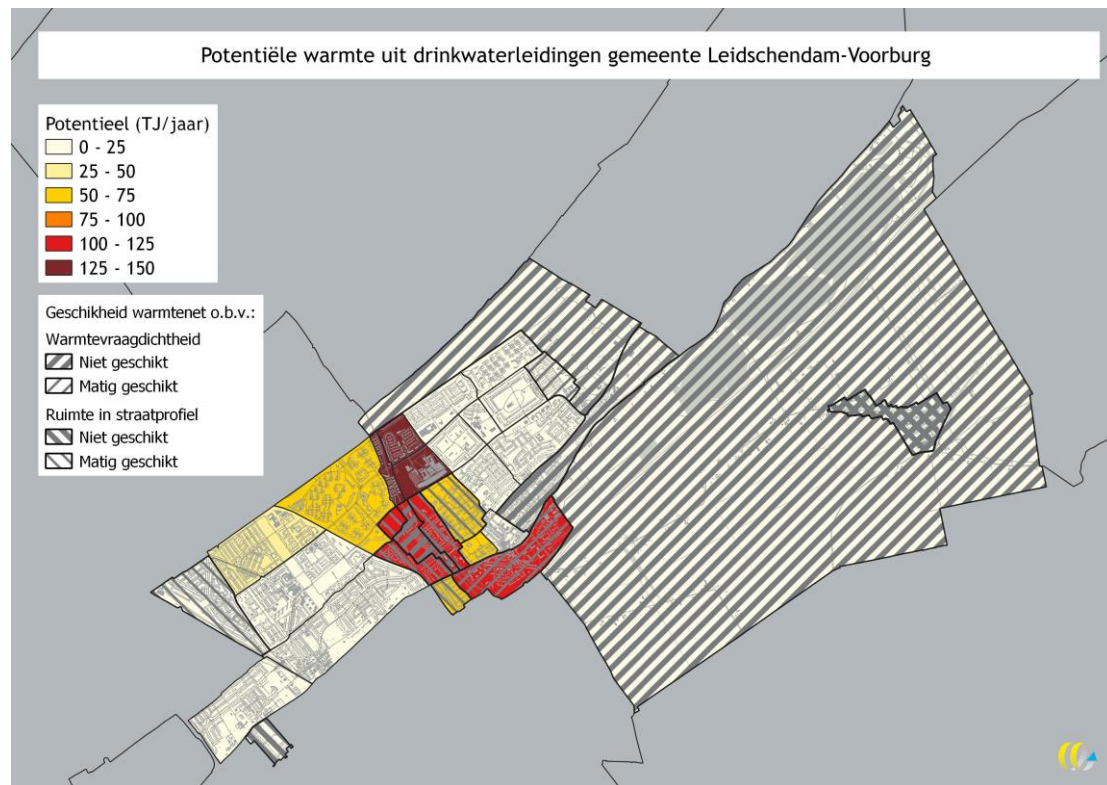 Potentiële warmte uit drinkwaterleidingen gemeente Leidschendam-Voorburg
Potentieel (TJ/jaar)
0 - 25
25 - 50
50 - 75
75 - 100
100 - 125
125 - 150
Geschikheid warmtenet o.b.v.:
Warmtevraagdichtheid
Niet geschikt
Matig geschikt
Ruimte in straatprofiel
Niet geschikt
Matig geschikt